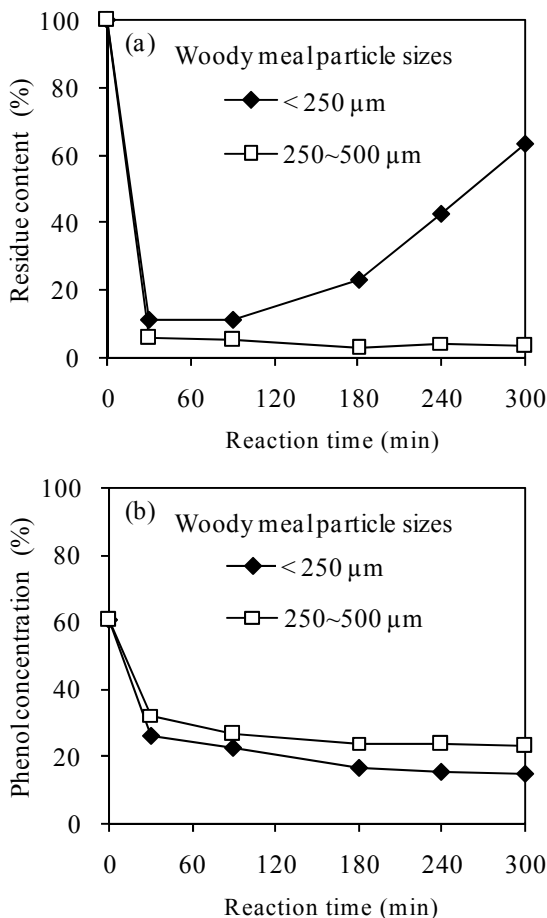 100
80
60
40
20
0
Residue content (%)
(a)
Woody meal particle sizes
< 250 µm
250~500 µm
0 60 120 180 240 300
Reaction time (min)
100
80
60
40
20
0
Phenol concentration (%)
(b)
Woody meal particle sizes
< 250 µm
250~500 µm
0 60 120 180 240 300
Reaction time (min)